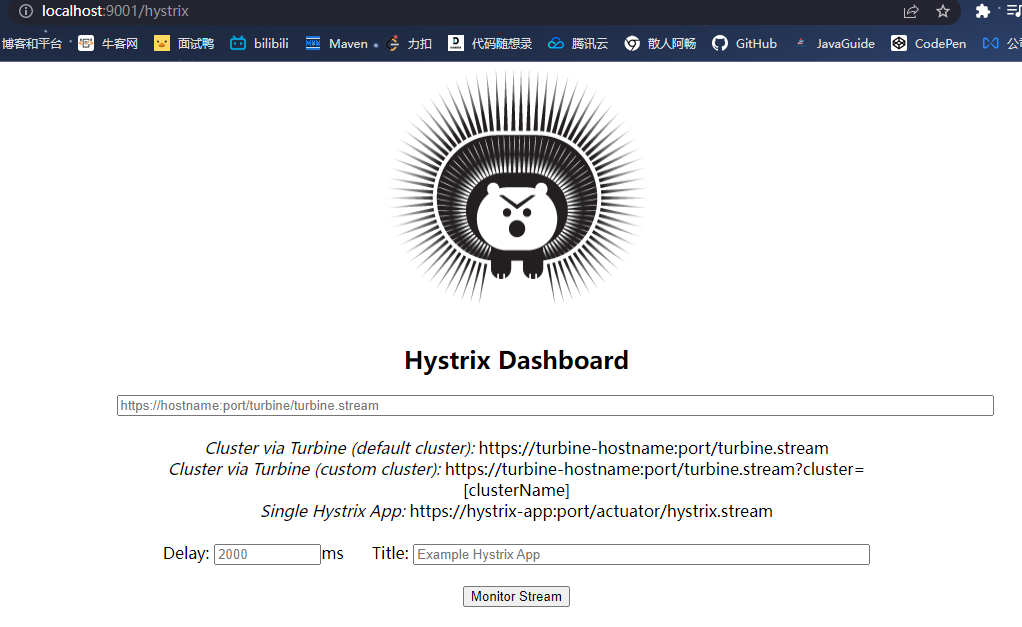 localhost:9001/hystrix
博客和平台 牛客网 面试鸭 bilibili Maven 力扣 代码随想录 腾讯云 散人阿畅 GitHub JavaGuide CodePen
Hystrix Dashboard
https://hostname:port/turbine/turbine.stream
Cluster via Turbine (default cluster): https://turbine-hostname:port/turbine.stream
Cluster via Turbine (custom cluster): https://turbine-hostname:port/turbine.stream?cluster=
[clusterName]
Single Hystrix App: https://hystrix-app:port/actuator/hystrix.stream
Delay: 2000 ms Title: Example Hystrix App
Monitor Stream